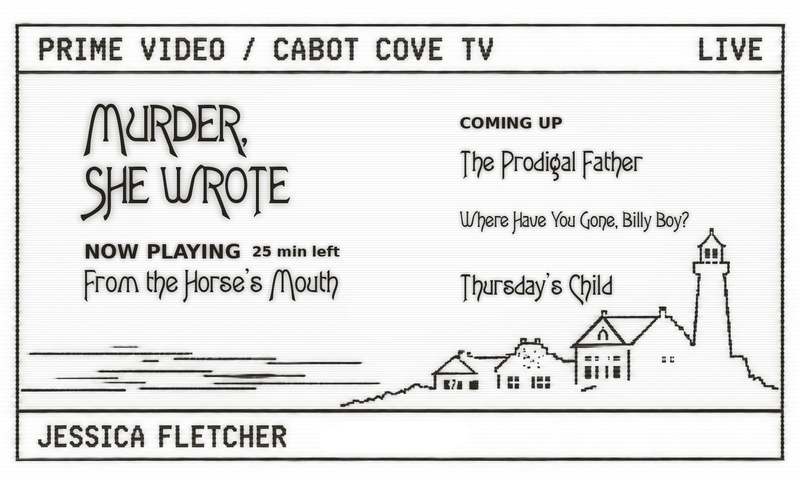 PRIME VIDEO / CABOT COVE TV
LIVE
MURDER,
SHE WROTE
NOW PLAYING 25 min left
From the Horse's Mouth
COMING UP
The Prodigal Father
Where Have You Gone, Billy Boy?
Thursday's Child
JESSICA FLETCHER